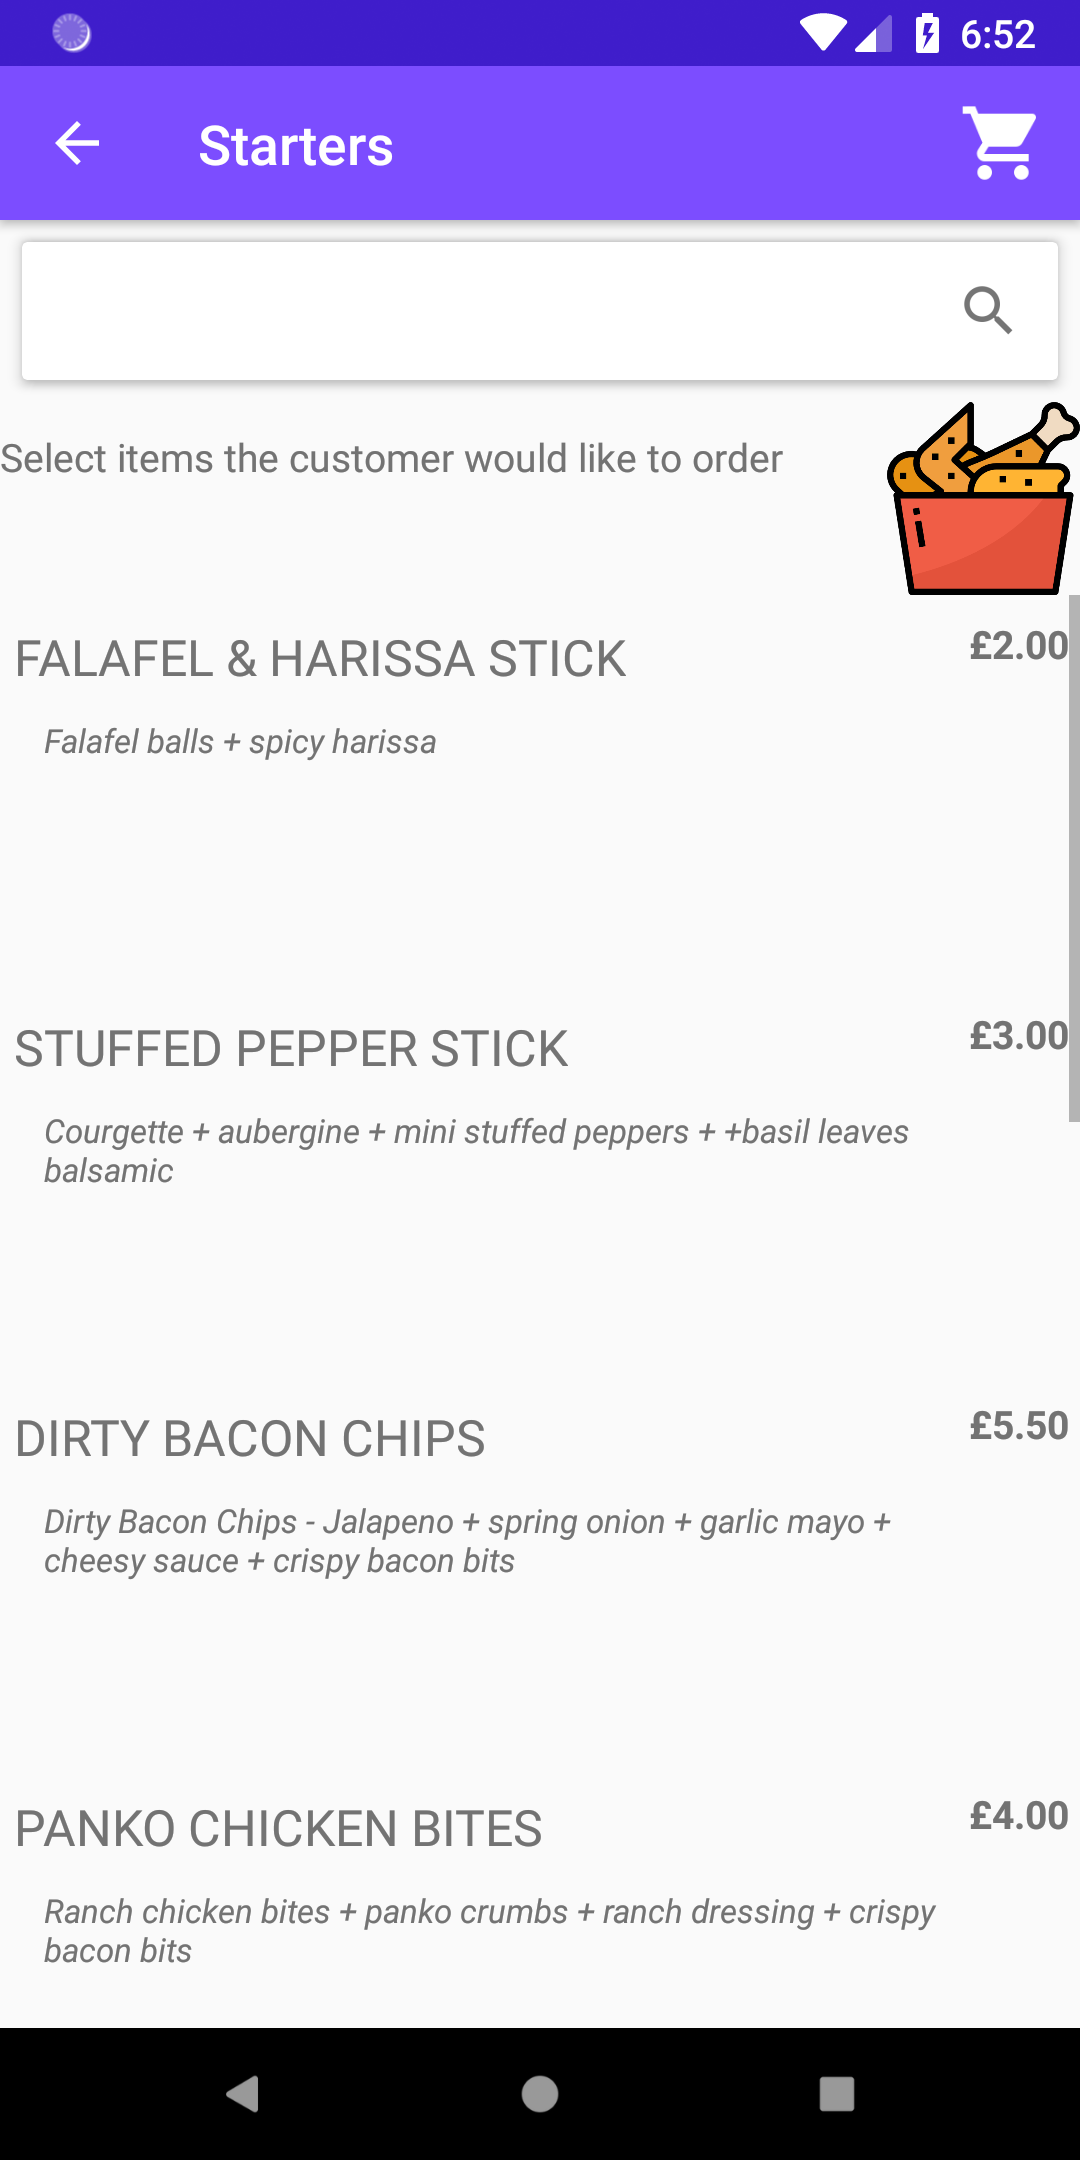 6:52
Starters
Select items the customer would like to order
FALAFEL & HARISSA STICK
£2.00
Falafel balls + spicy harissa
STUFFED PEPPER STICK
£3.00
Courgette + aubergine + mini stuffed peppers + +basil leaves
balsamic
DIRTY BACON CHIPS
£5.50
Dirty Bacon Chips - Jalapeno + spring onion + garlic mayo +
cheesy sauce + crispy bacon bits
PANKO CHICKEN BITES
£4.00
Ranch chicken bites + panko crumbs + ranch dressing + crispy
bacon bits